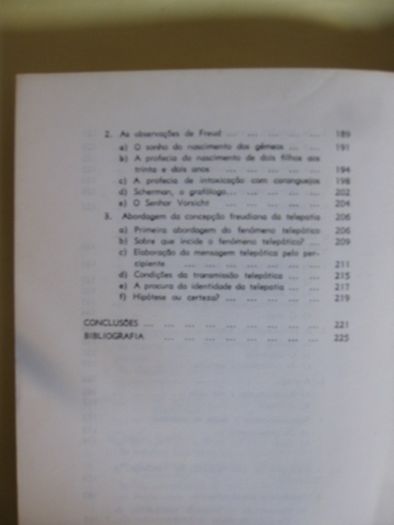 2. As observações de Freud ... ... ... ... ... 189
a) O sonho do nascimento dos gémeos ... ... 191
b) A profecia do nascimento de dois filhos aos
trinta e dois anos ... ... ... ... ... 194
c) A profecia de intoxicação com caranguejos 198
d) Scherman, o grafólogo... ... ... ... ... 202
e) O Senhor Vorsicht ... ... ... ... ... 204
3. Abordagem da concepção freudiana da telepatia 206
a) Primeira abordagem do fenómeno telepático 206
b) Sobre que incide o fenómeno telepático? ... 209
c) Elaboração da mensagem telepática pelo per-
cipiente ... ... ... ... ... ... ... 211
d) Condições da transmissão telepática ... ... 215
e) A procura da identidade da telepatia ... ... 217
f) Hipótese ou certeza? ... ... ... ... ... 219
CONCLUSÕES ... ... ... ... ... ... ... ... ... 221
BIBLIOGRAFIA ... ... ... ... ... ... ... ... 225